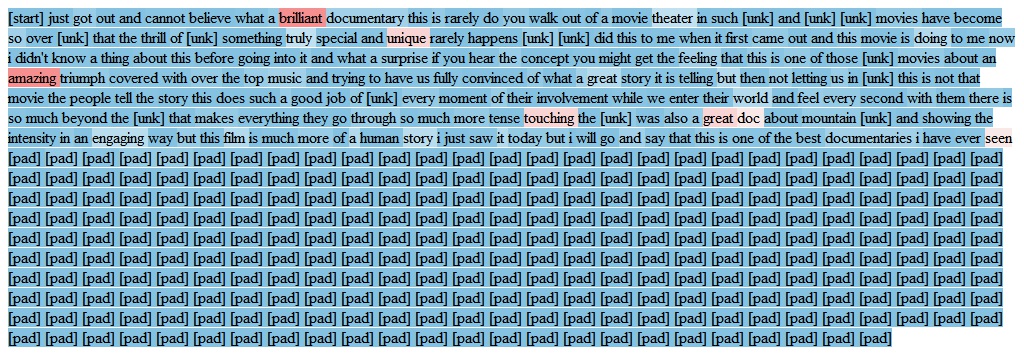 [start] just got out and cannot believe what a brilliant documentary this is rarely do you walk out of a movie theater in such [unk] and [unk] [unk] movies have become
so over [unk] that the thrill of [unk] something truly special and unique rarely happens [unk] [unk] did this to me when it first came out and this movie is doing to me now
i didn't know a thing about this before going into it and what a surprise if you hear the concept you might get the feeling that this is one of those [unk] movies about an
amazing triumph covered with over the top music and trying to have us fully convinced of what a great story it is telling but then not letting us in [unk] this is not that
movie the people tell the story this does such a good job of [unk] every moment of their involvement while we enter their world and feel every second with them there is
so much beyond the [unk] that makes everything they go through so much more tense touching the [unk] was also a great doc about mountain [unk] and showing the
intensity in an engaging way but this film is much more of a human story i just saw it today but i will go and say that this is one of the best documentaries i have ever seen
[pad] [pad] [pad] [pad] [pad] [pad] [pad] [pad] [pad] [pad] [pad] [pad] [pad] [pad] [pad] [pad] [pad] [pad] [pad] [pad] [pad] [pad] [pad] [pad] [pad] [pad] [pad]
[pad] [pad] [pad] [pad] [pad] [pad] [pad] [pad] [pad] [pad] [pad] [pad] [pad] [pad] [pad] [pad] [pad] [pad] [pad] [pad] [pad] [pad] [pad] [pad] [pad] [pad] [pad]
[pad] [pad] [pad] [pad] [pad] [pad] [pad] [pad] [pad] [pad] [pad] [pad] [pad] [pad] [pad] [pad] [pad] [pad] [pad] [pad] [pad] [pad] [pad] [pad] [pad] [pad] [pad]
[pad] [pad] [pad] [pad] [pad] [pad] [pad] [pad] [pad] [pad] [pad] [pad] [pad] [pad] [pad] [pad] [pad] [pad] [pad] [pad] [pad] [pad] [pad] [pad] [pad] [pad] [pad]
[pad] [pad] [pad] [pad] [pad] [pad] [pad] [pad] [pad] [pad] [pad] [pad] [pad] [pad] [pad] [pad] [pad] [pad] [pad] [pad] [pad] [pad] [pad] [pad] [pad] [pad] [pad]
[pad] [pad] [pad] [pad] [pad] [pad] [pad] [pad] [pad] [pad] [pad] [pad] [pad] [pad] [pad] [pad] [pad] [pad] [pad] [pad] [pad] [pad] [pad] [pad] [pad] [pad] [pad]
[pad] [pad] [pad] [pad] [pad] [pad] [pad] [pad] [pad] [pad] [pad] [pad] [pad] [pad] [pad] [pad] [pad] [pad] [pad] [pad] [pad] [pad] [pad] [pad] [pad] [pad] [pad]
[pad] [pad] [pad] [pad] [pad] [pad] [pad] [pad] [pad] [pad] [pad] [pad] [pad] [pad] [pad] [pad] [pad] [pad] [pad] [pad] [pad] [pad] [pad] [pad] [pad] [pad] [pad]
[pad] [pad] [pad] [pad] [pad] [pad] [pad] [pad] [pad] [pad] [pad] [pad] [pad] [pad] [pad] [pad] [pad] [pad] [pad] [pad] [pad] [pad] [pad] [pad] [pad] [pad] [pad]
[pad] [pad] [pad] [pad] [pad] [pad] [pad] [pad] [pad] [pad] [pad] [pad] [pad] [pad] [pad] [pad] [pad] [pad] [pad] [pad] [pad] [pad] [pad] [pad]